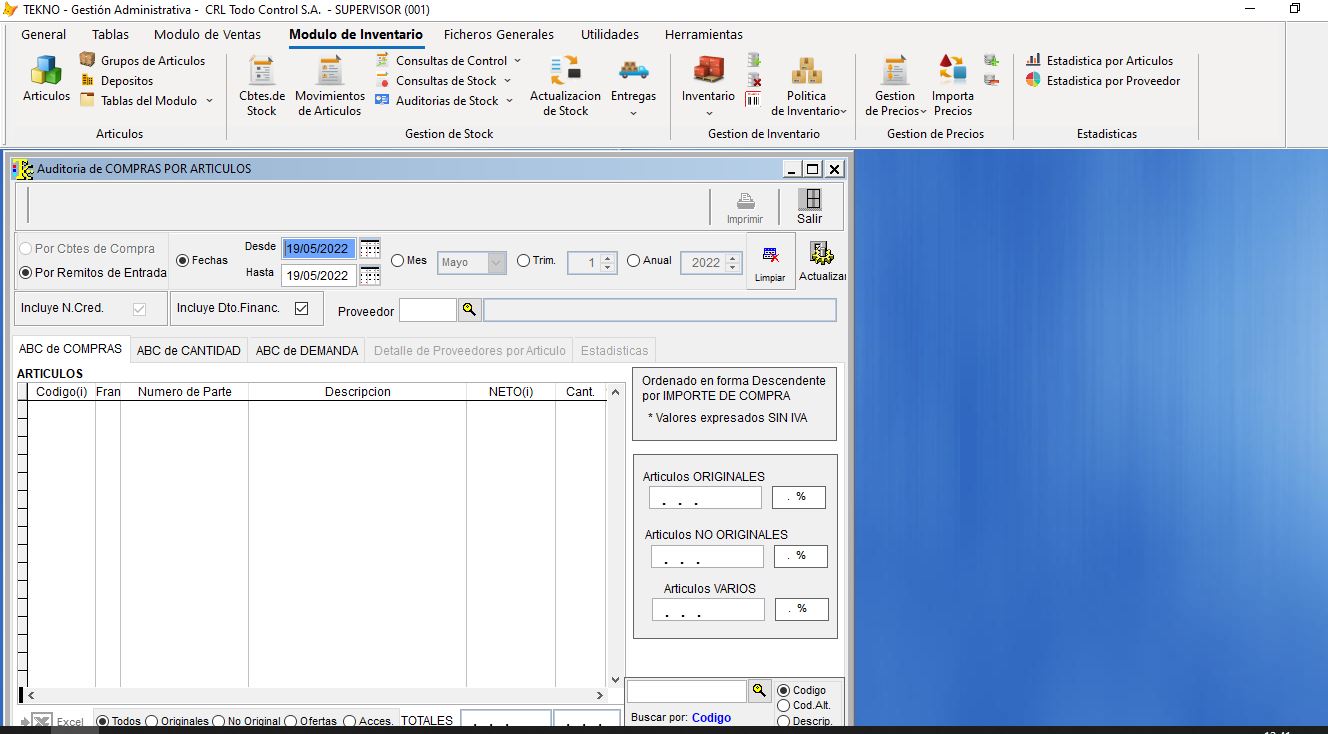 TEKNO - Gestión Administrativa - CRL Todo Control S.A. - SUPERVISOR (001)
General Tablas Modulo de Ventas Modulo de Inventario Ficheros Generales Utilidades Herramientas
Articulos
Grupos de Articulos
Depositos
Tablas del Modulo
Articulos
Cbtes.de
Stock
Movimientos
de Articulos
Consultas de Control
Consultas de Stock
Auditorias de Stock
Actualizacion
de Stock
Entregas
Gestion de Stock
Inventario
Politica
de Inventario
Gestion de Inventario
Gestion
de Precios
Importa
Precios
Gestion de Precios
Estadistica por Articulos
Estadistica por Proveedor
Estadisticas
Auditoria de COMPRAS POR ARTICULOS
Imprimir
Salir
Por Cbtes de Compra
Por Remitos de Entrada
Fechas
Desde 19/05/2022
Hasta 19/05/2022
Mes Mayo
Trim. 1
Anual 2022
Limpiar
Actualizar
Incluye N.Cred.
Incluye Dto.Financ.
Proveedor
ABC de COMPRAS ABC de CANTIDAD ABC de DEMANDA Detalle de Proveedores por Articulo Estadisticas
ARTICULOS
Codigo(i) Fran Numero de Parte Descripcion NETO(i) Cant.
Ordenado en forma Descendente
por IMPORTE DE COMPRA
* Valores expresados SIN IVA
Articulos ORIGINALES
. . . . %
Articulos NO ORIGINALES
. . . . %
Articulos VARIOS
. . . . %
Excel
Todos Originales No Original Ofertas Acces. TOTALES . . . . . .
Buscar por: Codigo
Codigo
Cod.Alt.
Descrip.